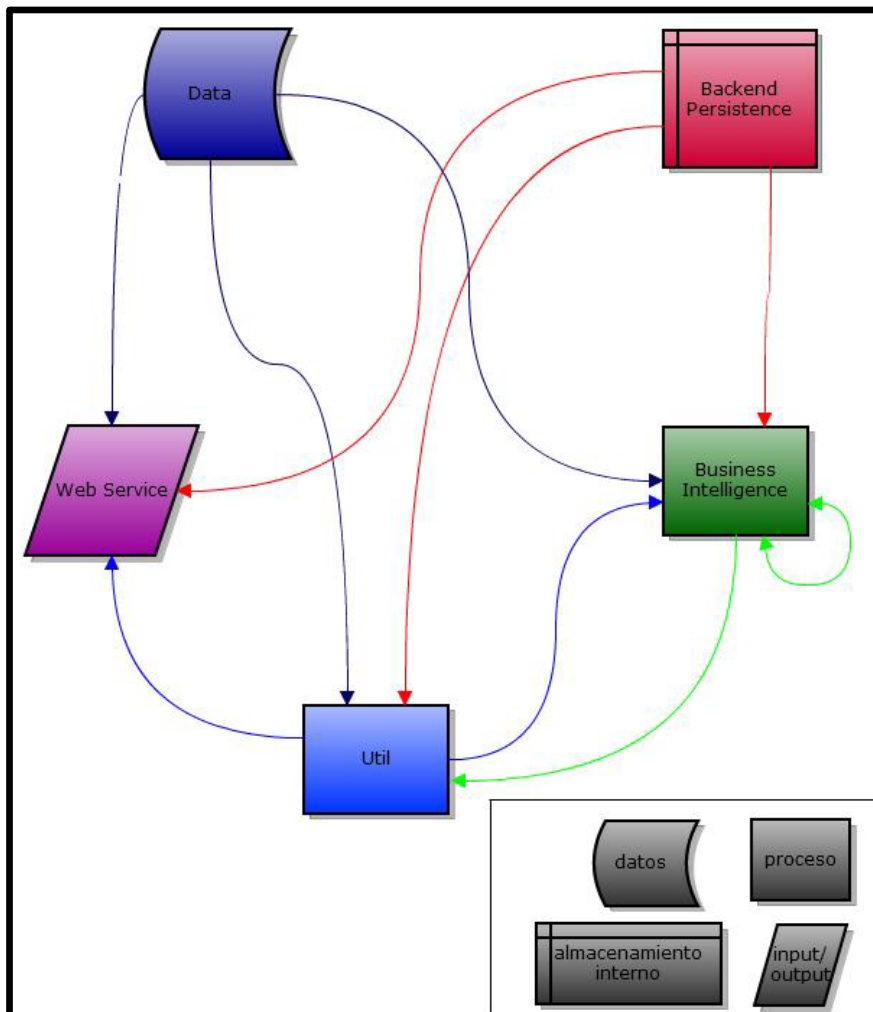 Data
Backend
Persistence
Web Service
Business
Intelligence
Util
datos
proceso
almacenamiento
interno
input/
output